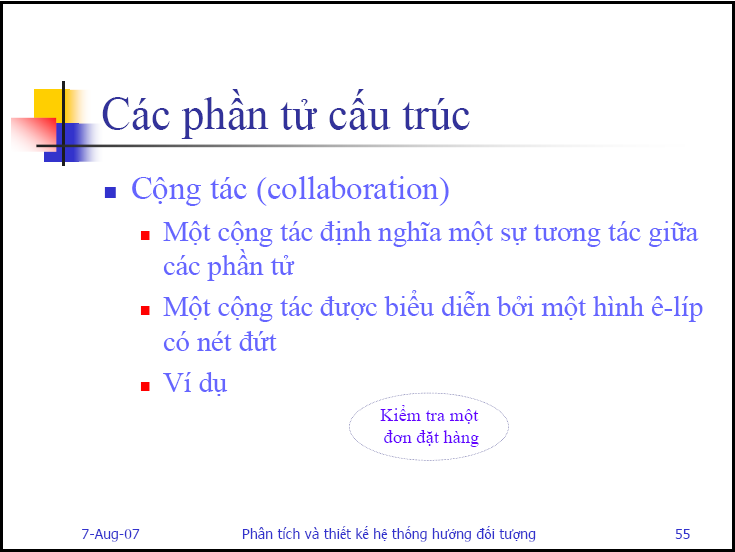 Các phần tử cấu trúc
Cộng tác (collaboration)
Một cộng tác định nghĩa một sự tương tác giữa
các phần tử
Một cộng tác được biểu diễn bởi một hình ê-líp
có nét đứt
Ví dụ
Kiểm tra một
đơn đặt hàng
7-Aug-07 Phân tích và thiết kế hệ thống hướng đối tượng 55